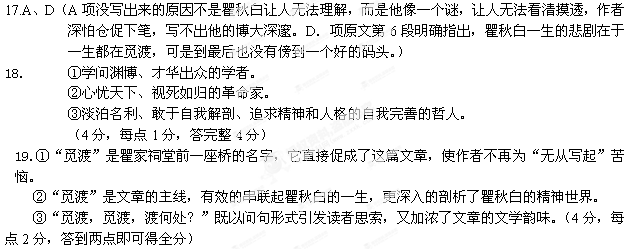 17.A、D（A 项没写出来的原因不是瞿秋白让人无法理解，而是他像一个谜，让人无法看清摸透，作者
深怕仓促下笔，写不出他的博大深邃。D．项原文第 6 段明确指出，瞿秋白一生的悲剧在于
一生都在觅渡，可是到最后也没有傍到一个好的码头。）
18.　①学问渊博、才华出众的学者。
②心忧天下、视死如归的革命家。
③淡泊名利、敢于自我解剖、追求精神和人格的自我完善的哲人。
（4 分，每点 1 分，答完整 4 分）
19.①“觅渡”是瞿家祠堂前一座桥的名字，它直接促成了这篇文章，使作者不再为“无从写起”苦
恼。
②“觅渡”是文章的主线，有效的串联起瞿秋白的一生，更深入的剖析了瞿秋白的精神世界。
③“觅渡，觅渡，渡何处？”既以问句形式引发读者思索，又加浓了文章的文学韵味。（4 分，每
点 2 分，答到两点即可得全分）